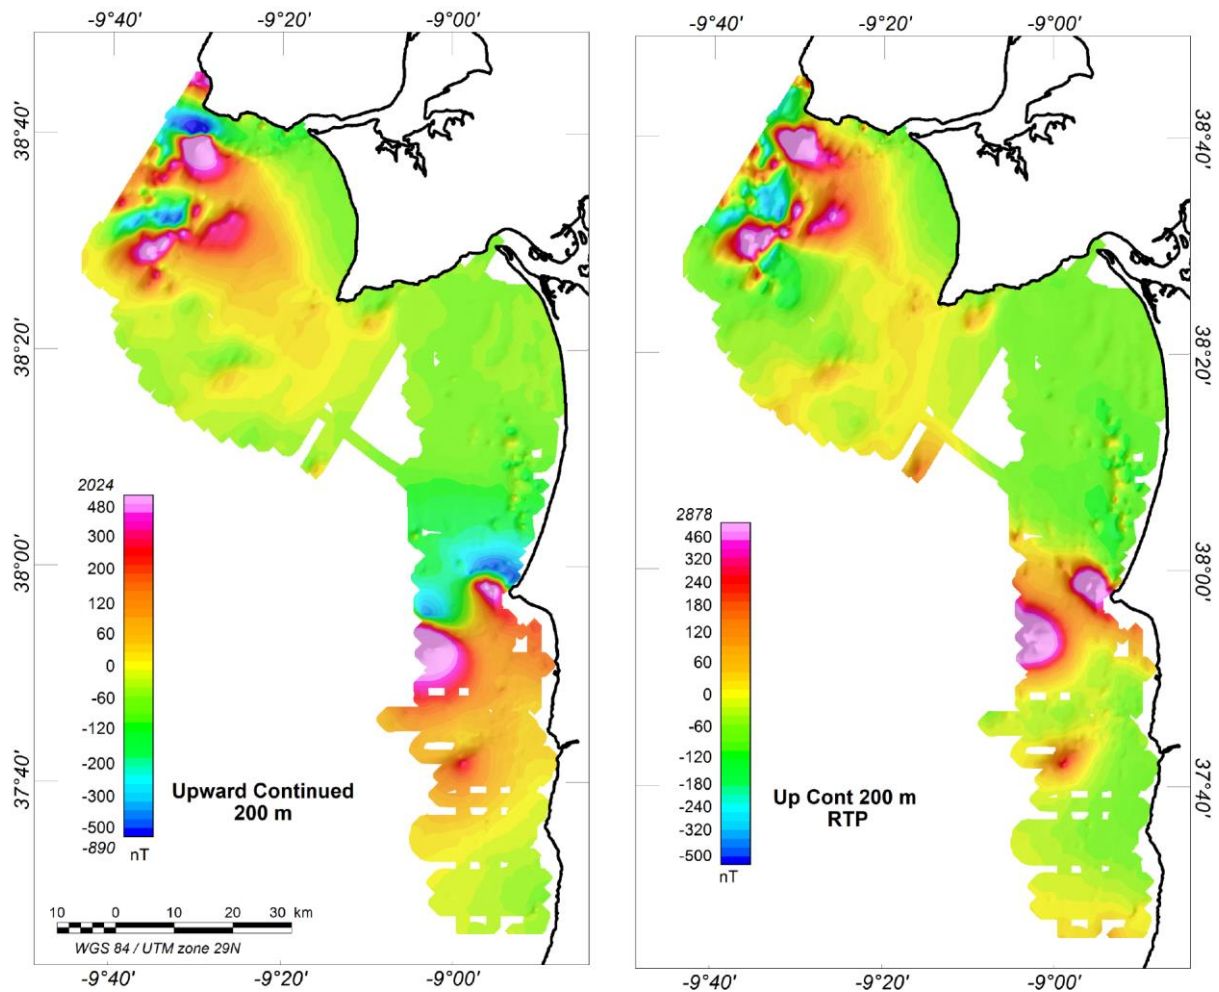 -9°40' -9°20' -9°00'
38°40'
38°20'
38°00'
37°40'
2024
480
300
200
120
60
0
-60
-120
-200
-300
-500
-890
nT
Upward Continued
200 m
10 0 10 20 30 km
WGS 84 / UTM zone 29N
-9°40' -9°20' -9°00'
-9°40' -9°20' -9°00'
38°40'
38°20'
38°00'
37°40'
2878
460
320
240
180
120
60
0
-60
-120
-180
-240
-320
-500
nT
Up Cont 200 m
RTP
-9°40' -9°20' -9°00'